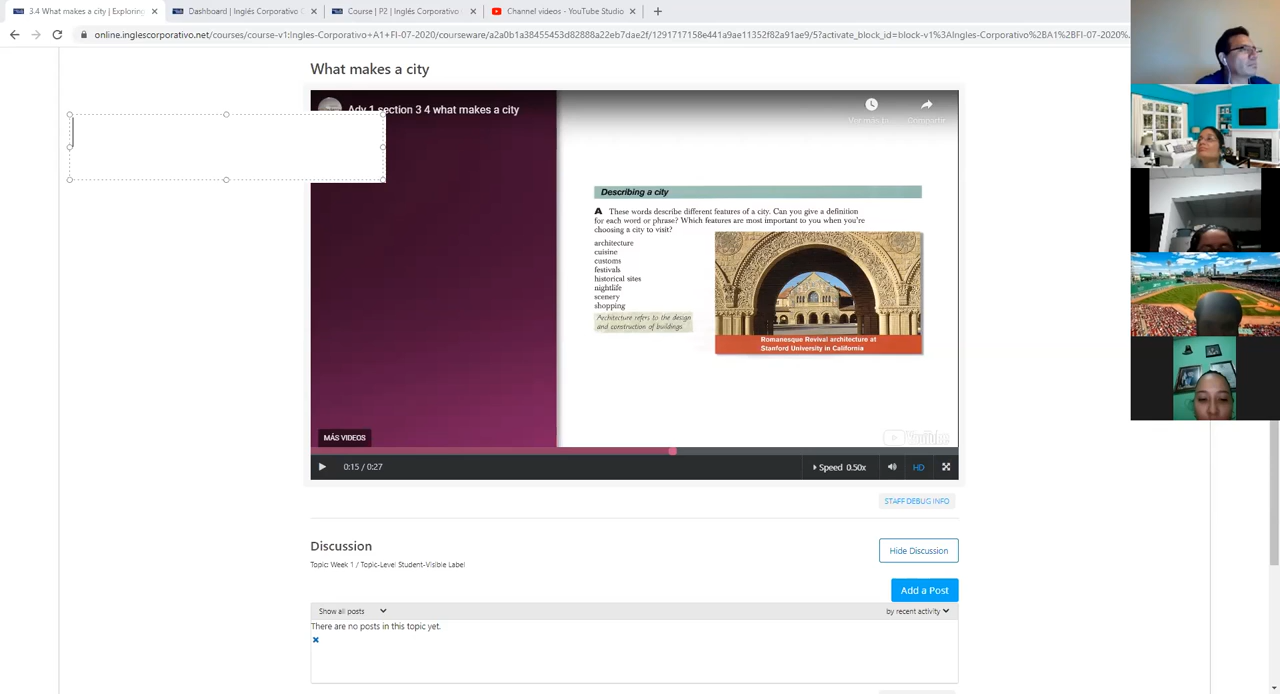 3.4 What makes a city | Exploring
Dashboard | Inglés Corporativo
Course | P2 | Inglés Corporativo
Channel videos - YouTube Studio
online.inglescorporativo.net/courses/course-v1:Ingles-Corporativo+A1+FI-07-2020/courseware/a2a0b1a38455453d82888a22eb7dae2f/1291717158e441a9ae11352f82a91ae9/5?activate_block_id=block-v1%3AIngles-Corporativo%2BA1%2BFI-07-2020%
What makes a city
Adv 1 section 3 4 what makes a city
Ver más ta...
Compartir
Describing a city
A These words describe different features of a city. Can you give a definition
for each word or phrase? Which features are most important to you when you're
choosing a city to visit?
architecture
cuisine
customs
festivals
historical sites
nightlife
scenery
shopping
Architecture refers to the design
and construction of buildings
Romanesque Revival architecture at
Stanford University in California
MÁS VIDEOS
YouTube
0:15 / 0:27
Speed 0.50x
HD
STAFF DEBUG INFO
Discussion
Hide Discussion
Topic: Week 1 / Topic-Level Student-Visible Label
Add a Post
Show all posts
by recent activity
There are no posts in this topic yet.